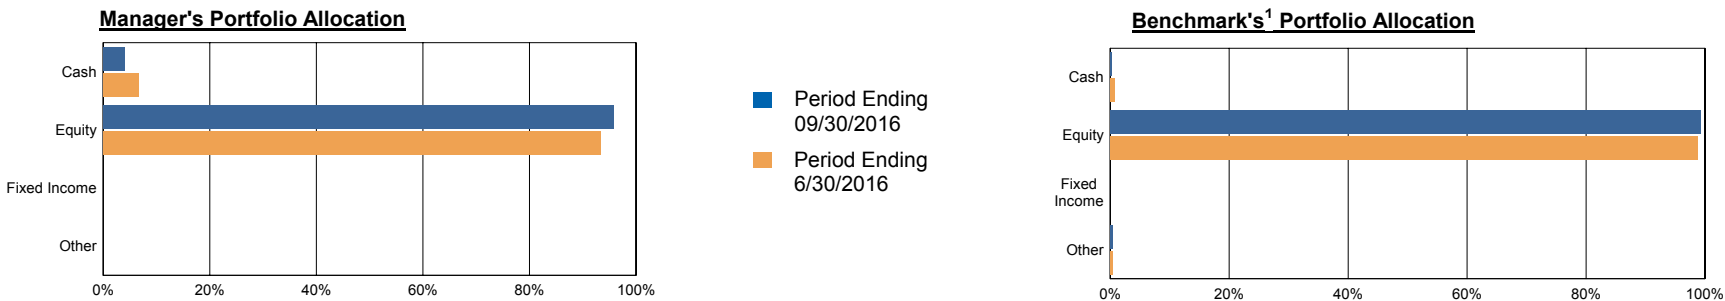 Manager's Portfolio Allocation
Cash
Equity
Fixed Income
Other
0% 20% 40% 60% 80% 100%
Period Ending
09/30/2016
Period Ending
6/30/2016
Benchmark's1 Portfolio Allocation
Cash
Equity
Fixed
Income
Other
0% 20% 40% 60% 80% 100%